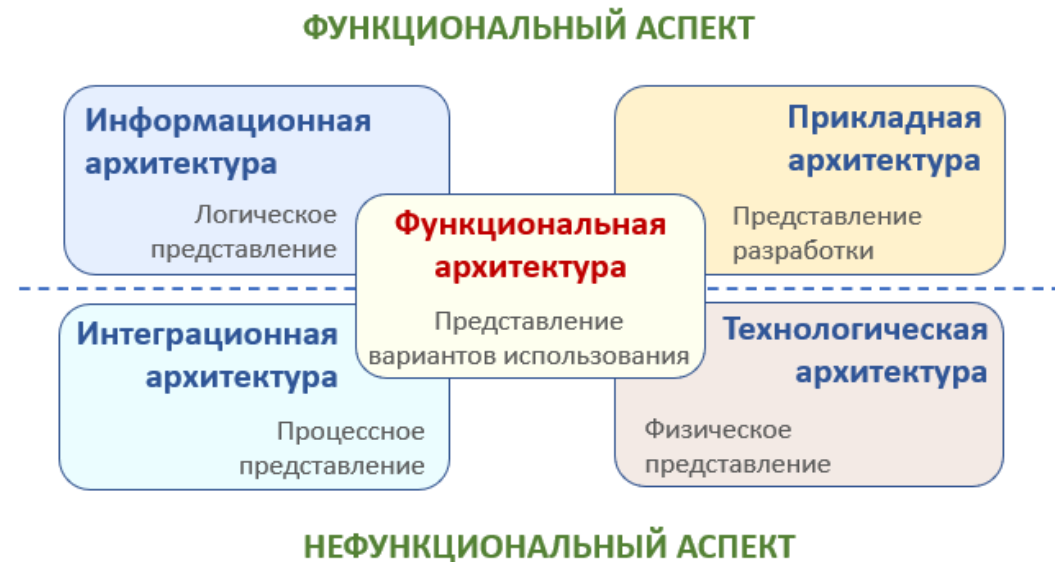 ФУНКЦИОНАЛЬНЫЙ АСПЕКТ
Информационная
архитектура
Логическое
представление
Прикладная
архитектура
Представление
разработки
Функциональная
архитектура
Представление
вариантов использования
Интеграционная
архитектура
Процессное
представление
Технологическая
архитектура
Физическое
представление
НЕФУНКЦИОНАЛЬНЫЙ АСПЕКТ